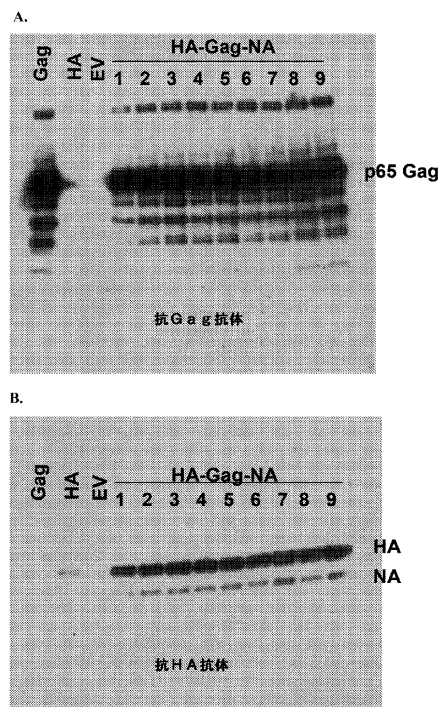 A.
Gag HA EV HA-Gag-NA
1 2 3 4 5 6 7 8 9
p65 Gag
抗Gag抗体
B.
Gag HA EV HA-Gag-NA
1 2 3 4 5 6 7 8 9
HA
NA
抗HA抗体